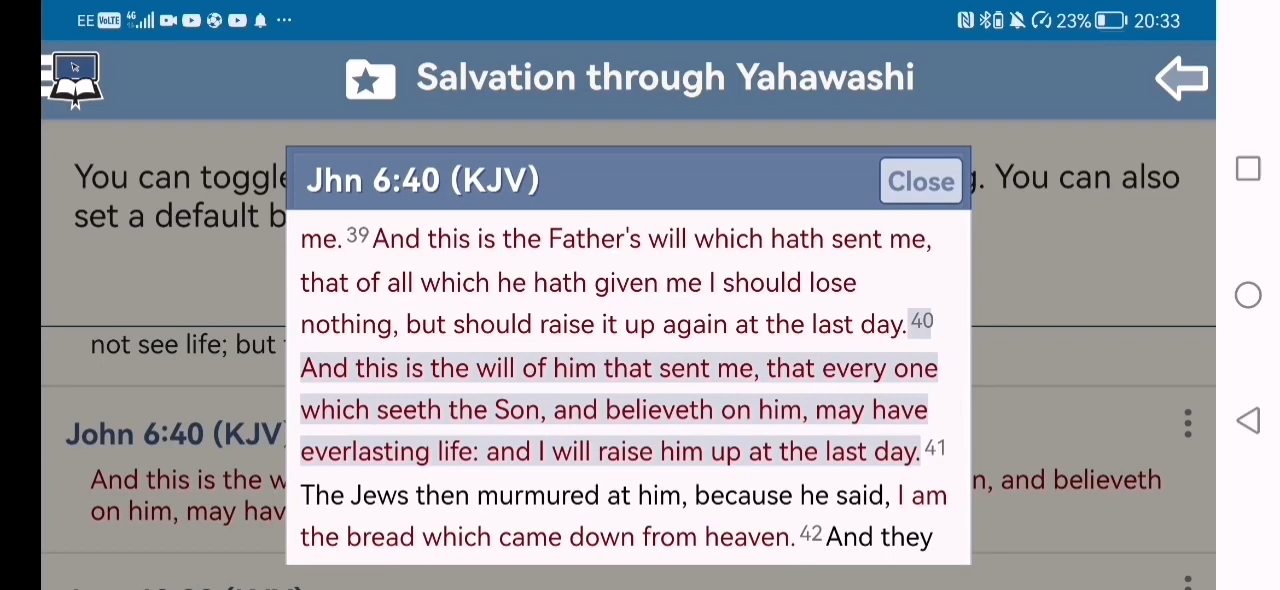 EE VoLTE 4G 23% 20:33
Salvation through Yahawashi
You can toggle g. You can also
set a default b
Jhn 6:40 (KJV) Close
me. 39 And this is the Father's will which hath sent me,
that of all which he hath given me I should lose
nothing, but should raise it up again at the last day. 40
And this is the will of him that sent me, that every one
which seeth the Son, and believeth on him, may have
everlasting life: and I will raise him up at the last day. 41
The Jews then murmured at him, because he said, I am
the bread which came down from heaven. 42 And they
not see life; but
John 6:40 (KJV)
And this is the w n, and believeth
on him, may hav